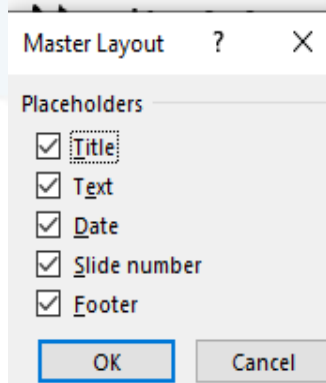 Master Layout ? ×
Placeholders
Title
Text
Date
Slide number
Footer
OK Cancel